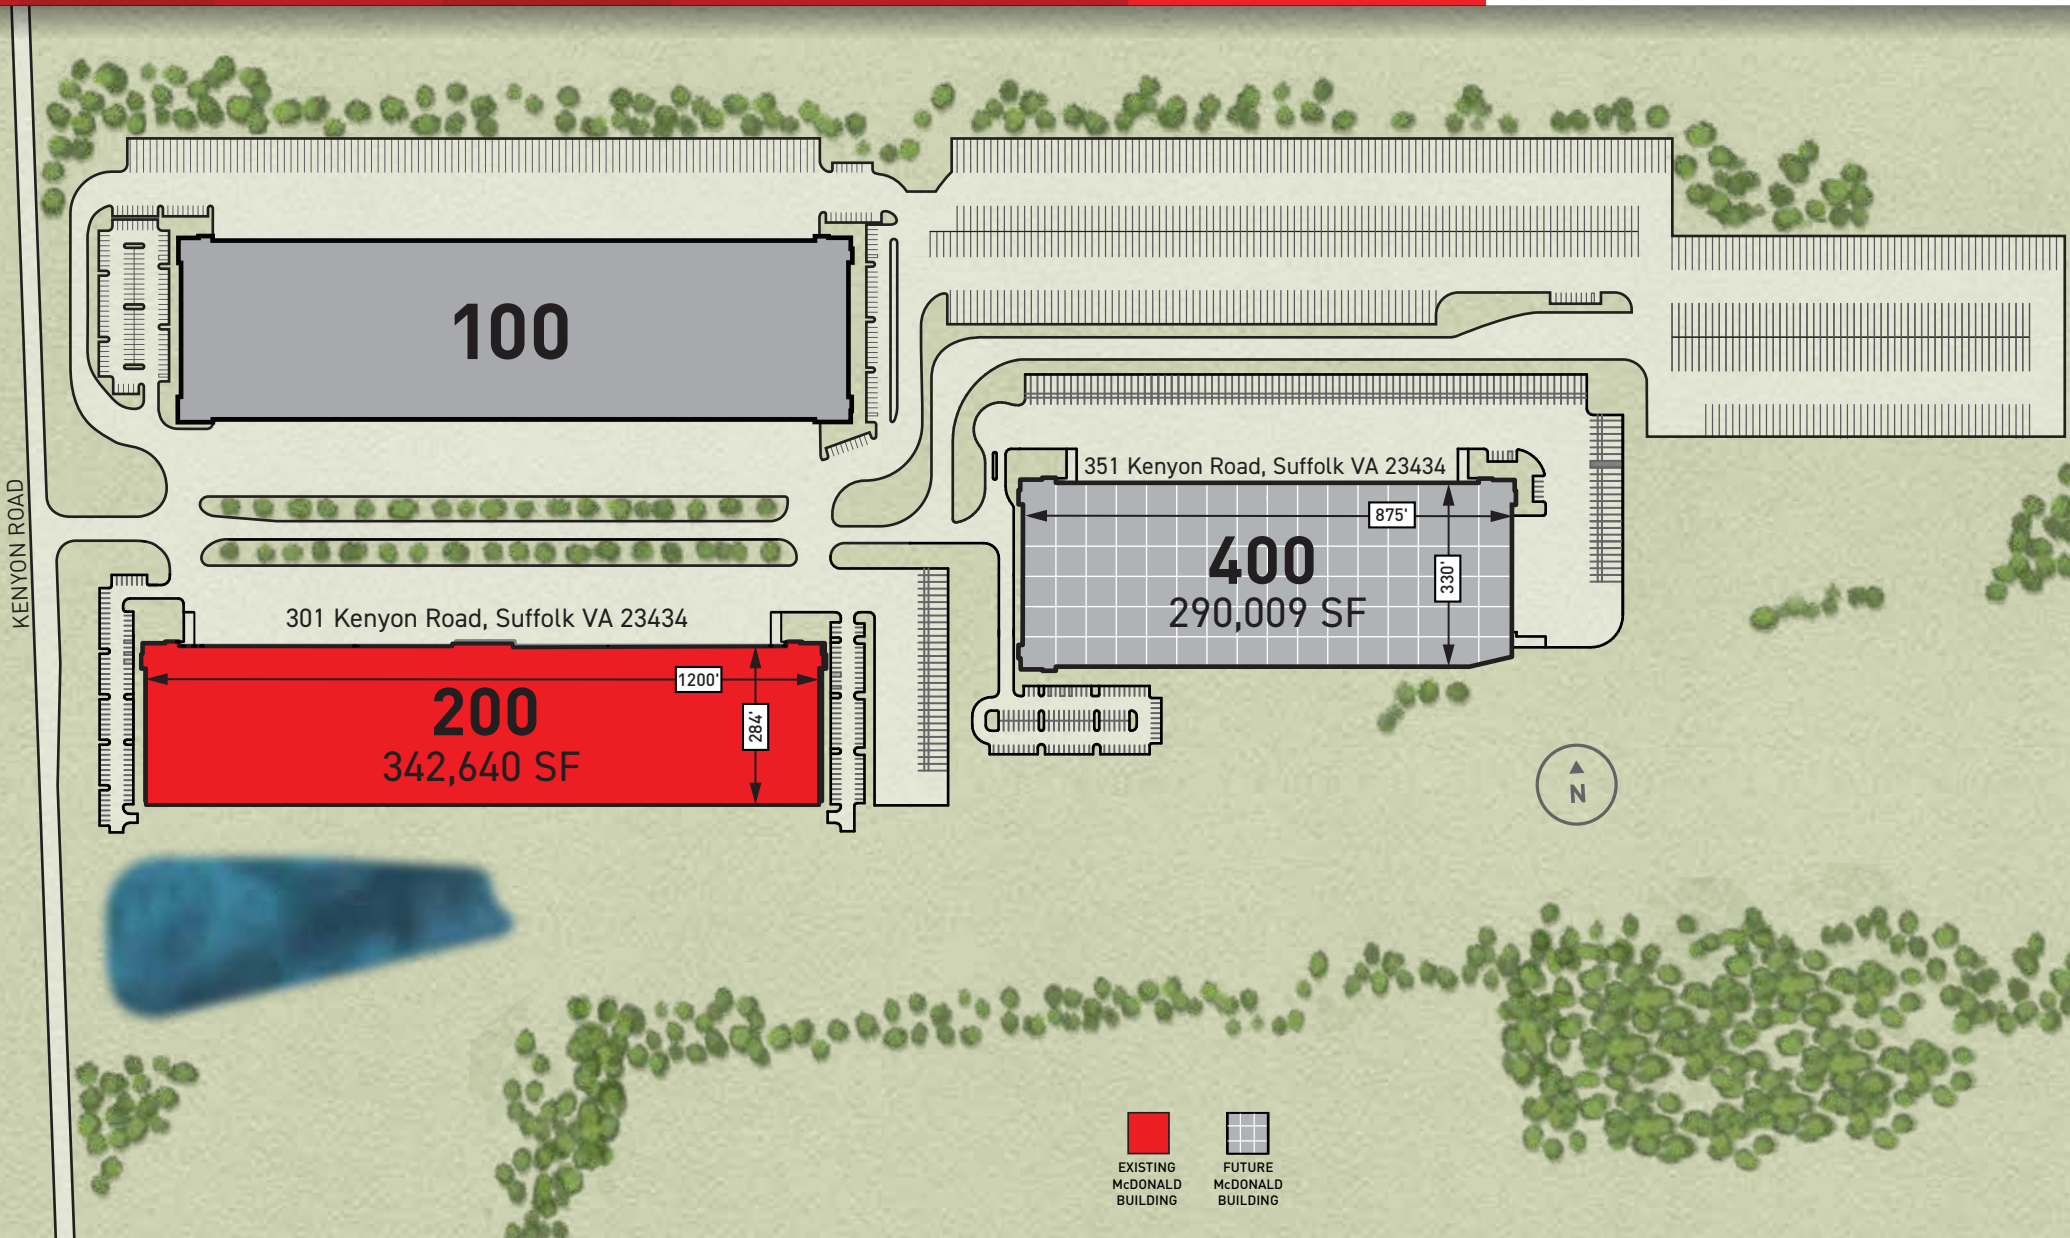 100
KENYON ROAD
351 Kenyon Road, Suffolk VA 23434
875'
400
330'
290,009 SF
301 Kenyon Road, Suffolk VA 23434
1200'
200
284'
342,640 SF
N
EXISTING
McDONALD
BUILDING
FUTURE
McDONALD
BUILDING